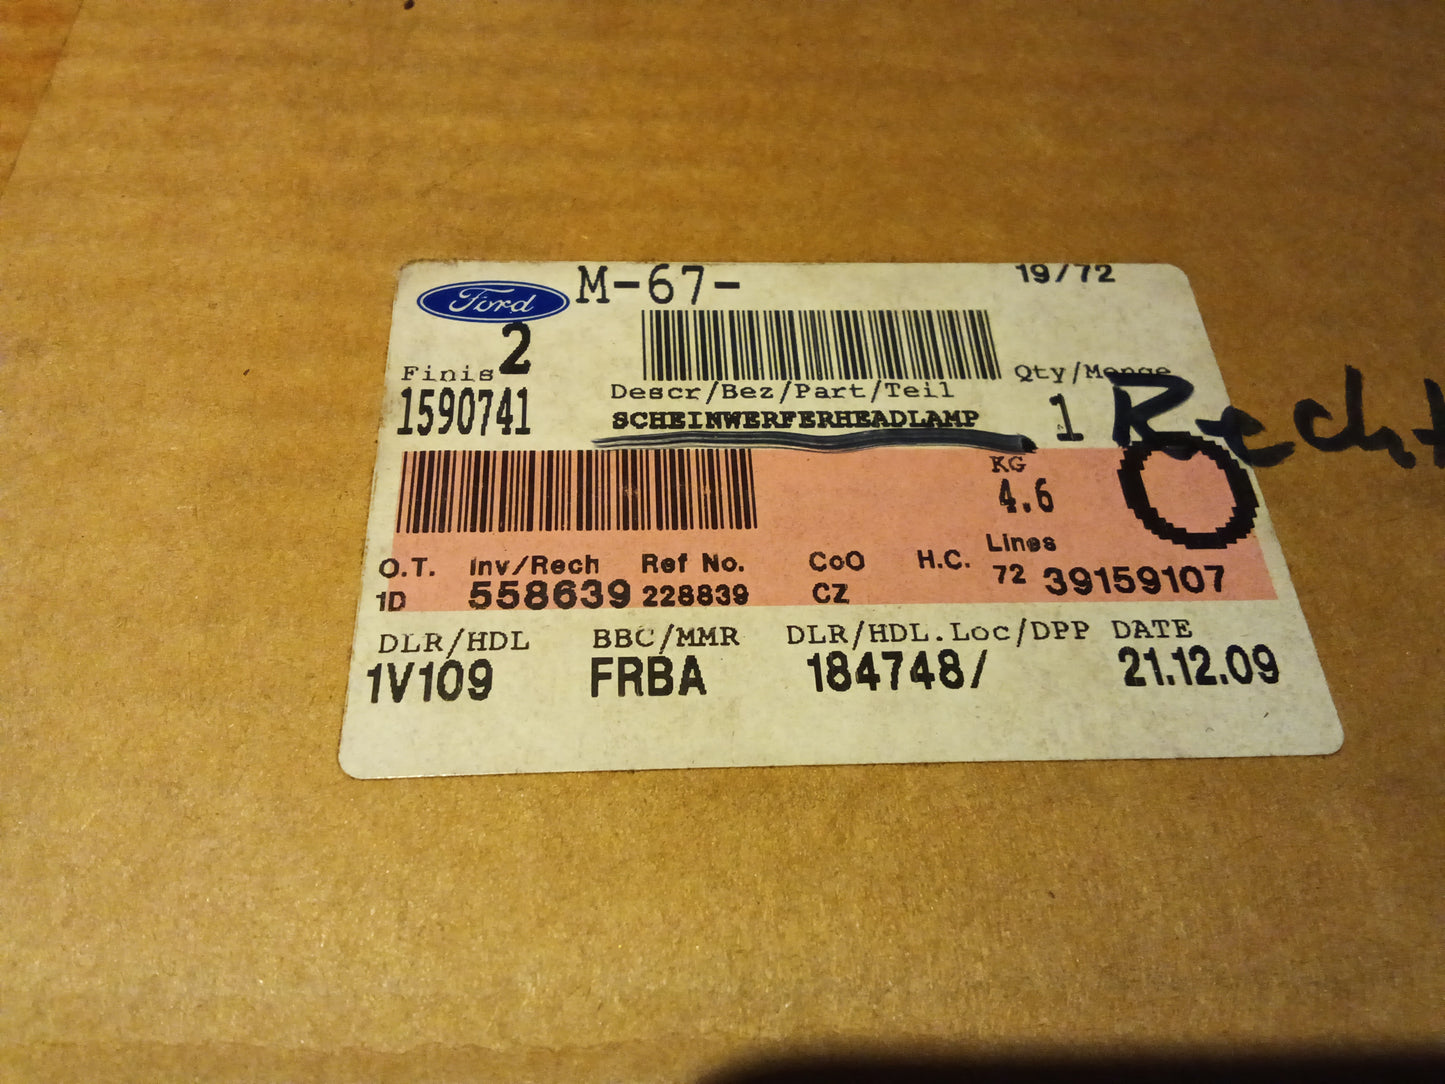 Ford M-67- 19/72
2
Finis Descr/Bez/Part/Teil Qty/Menge
1590741 SCHEINWERFERHEADLAMP 1 Recht
KG
4.6
O.T. Inv/Rech Ref No. CoO H.C. Lines
1D 558639 228839 CZ 72 39159107
DLR/HDL BBC/MMR DLR/HDL.Loc/DPP DATE
1V109 FRBA 184748/ 21.12.09